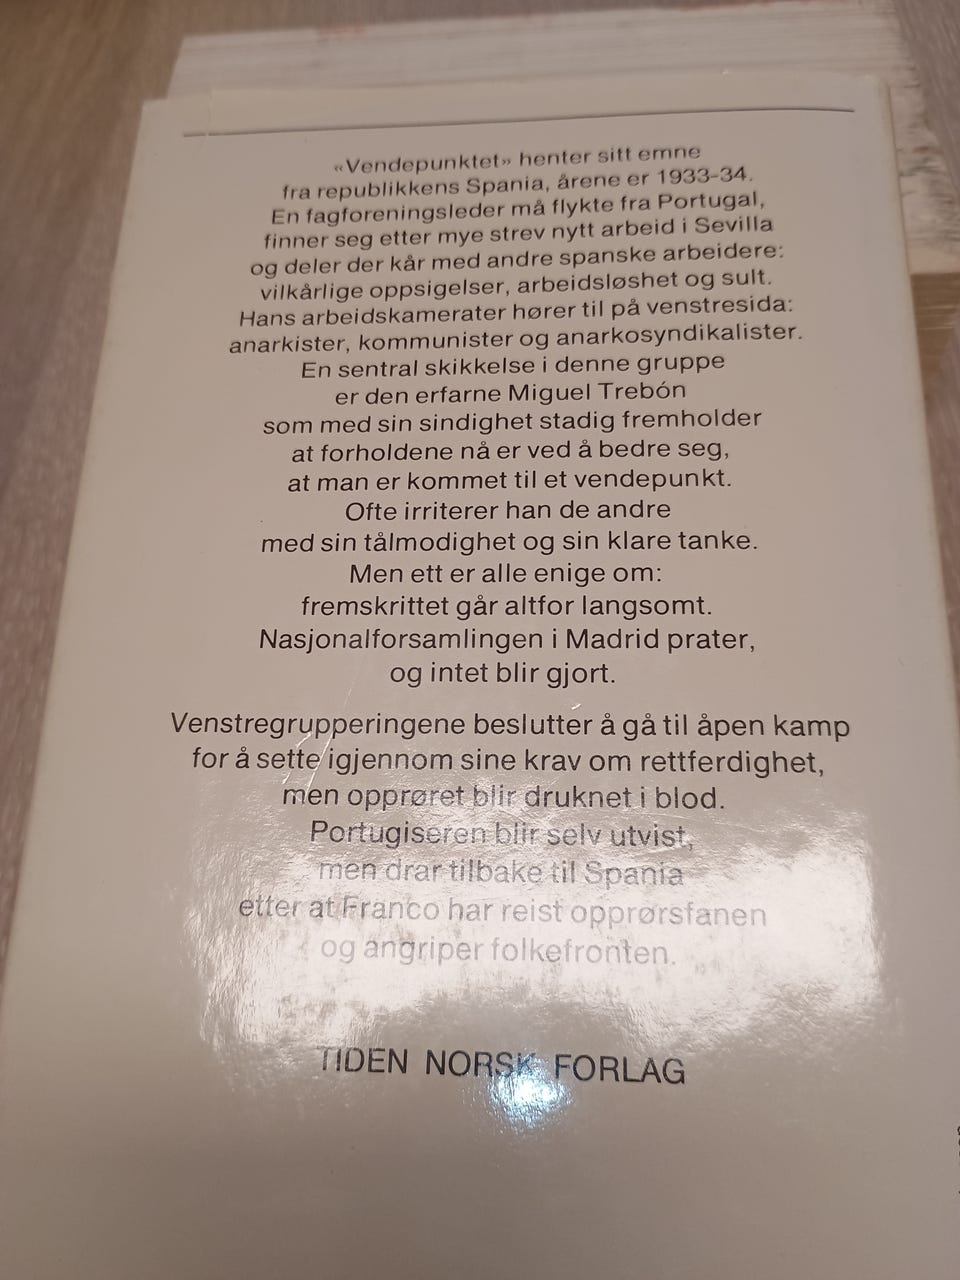 «Vendepunktet» henter sitt emne
fra republikkens Spania, årene er 1933-34.
En fagforeningsleder må flykte fra Portugal,
finner seg etter mye strev nytt arbeid i Sevilla
og deler der kår med andre spanske arbeidere:
vilkårlige oppsigelser, arbeidsløshet og sult.
Hans arbeidskamerater hører til på venstresida:
anarkister, kommunister og anarkosyndikalister.
En sentral skikkelse i denne gruppe
er den erfarne Miguel Trebón
som med sin sindighet stadig fremholder
at forholdene nå er ved å bedre seg,
at man er kommet til et vendepunkt.
Ofte irriterer han de andre
med sin tålmodighet og sin klare tanke.
Men ett er alle enige om:
fremskrittet går altfor langsomt.
Nasjonalforsamlingen i Madrid prater,
og intet blir gjort.
Venstregrupperingene beslutter å gå til åpen kamp
for å sette igjennom sine krav om rettferdighet,
men opprøret blir druknet i blod.
Portugiseren blir selv utvist,
men drar tilbake til Spania
etter at Franco har reist opprørsfanen
og angriper folkefronten.
TIDEN NORSK FORLAG